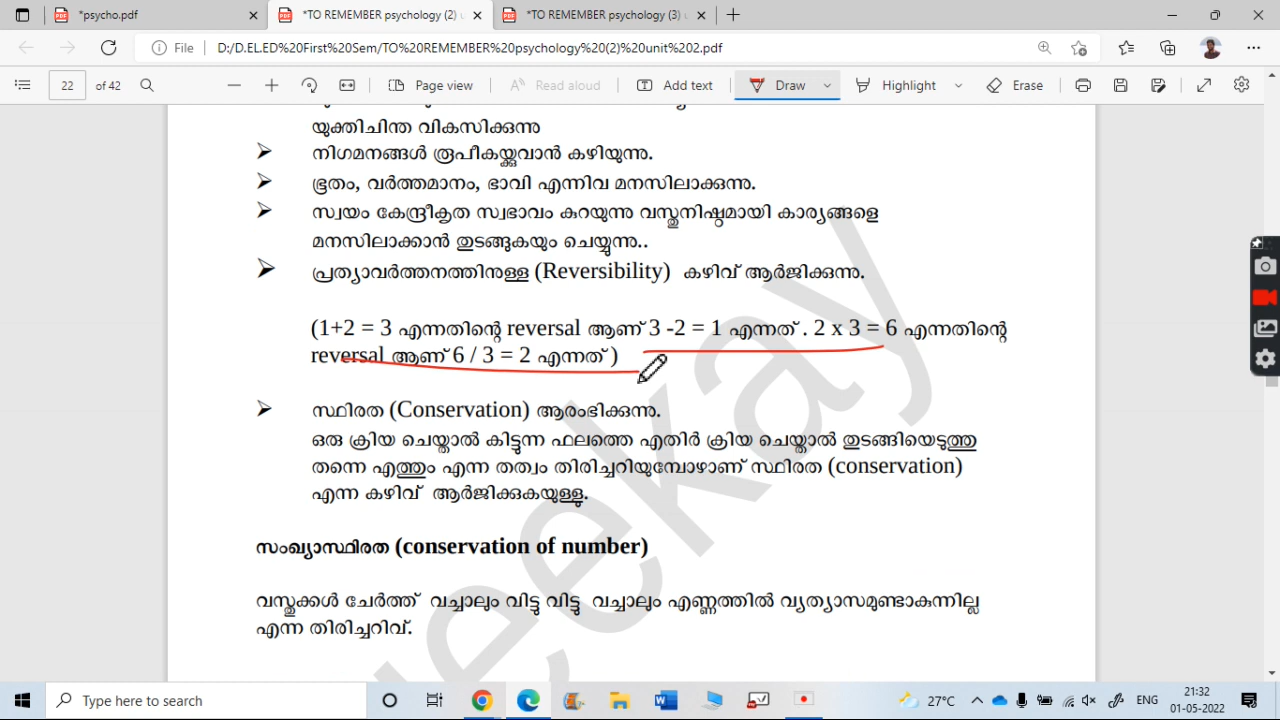 *psycho.pdf
*TO REMEMBER psychology (2) u
*TO REMEMBER psychology (3) u
File
D:/D.EL.ED%20First%20Sem/TO%20REMEMBER%20psychology%20(2)%20unit%202.pdf
22 of 42
Page view
Read aloud
Add text
Draw
Highlight
Erase
യുക്തിചിന്ത വികസിക്കുന്നു
➢ നിഗമനങ്ങൾ രൂപീകയ്ക്കുവാൻ കഴിയുന്നു.
➢ ഭൂതം, വർത്തമാനം, ഭാവി എന്നിവ മനസിലാക്കുന്നു.
➢ സ്വയം കേന്ദ്രീകൃത സ്വഭാവം കുറയുന്നു വസ്തുനിഷ്ഠമായി കാര്യങ്ങളെ
മനസിലാക്കാൻ തുടങ്ങുകയും ചെയ്യുന്നു..
➢ പ്രത്യാവർത്തനത്തിനുള്ള (Reversibility) കഴിവ് ആർജിക്കുന്നു.
(1+2 = 3 എന്നതിന്റെ reversal ആണ് 3 -2 = 1 എന്നത് . 2 x 3 = 6 എന്നതിന്റെ
reversal ആണ് 6 / 3 = 2 എന്നത് )
➢ സ്ഥിരത (Conservation) ആരംഭിക്കുന്നു.
ഒരു ക്രിയ ചെയ്താൽ കിട്ടുന്ന ഫലത്തെ എതിർ ക്രിയ ചെയ്താൽ തുടങ്ങിയെടുത്തു
തന്നെ എത്തും എന്ന തത്വം തിരിച്ചറിയുമ്പോഴാണ് സ്ഥിരത (conservation)
എന്ന കഴിവ് ആർജിക്കുകയുള്ളു.
സംഖ്യാസ്ഥിരത (conservation of number)
വസ്തുക്കൾ ചേർത്ത് വച്ചാലും വിട്ടു വിട്ടു വച്ചാലും എണ്ണത്തിൽ വ്യത്യാസമുണ്ടാകുന്നില്ല
എന്ന തിരിച്ചറിവ്.
eekay
Type here to search
27°C
ENG
21:32
01-05-2022